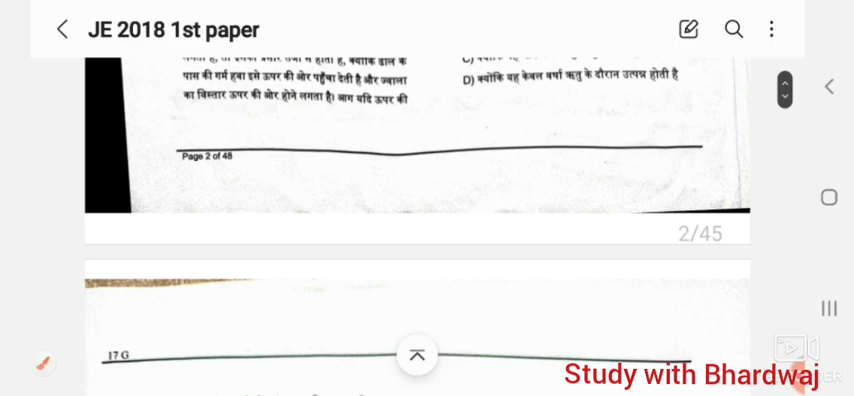 JE 2018 1st paper
पास की गर्म हवा इसे ऊपर की ओर पहुँचा देती है और ज्वाला
का विस्तार ऊपर की ओर होने लगता है। आग यदि ऊपर की
D) क्योंकि यह केवल वर्षा ऋतु के दौरान उत्पन्न होती है
Page 2 of 48
2/45
17 G
Study with Bhardwaj